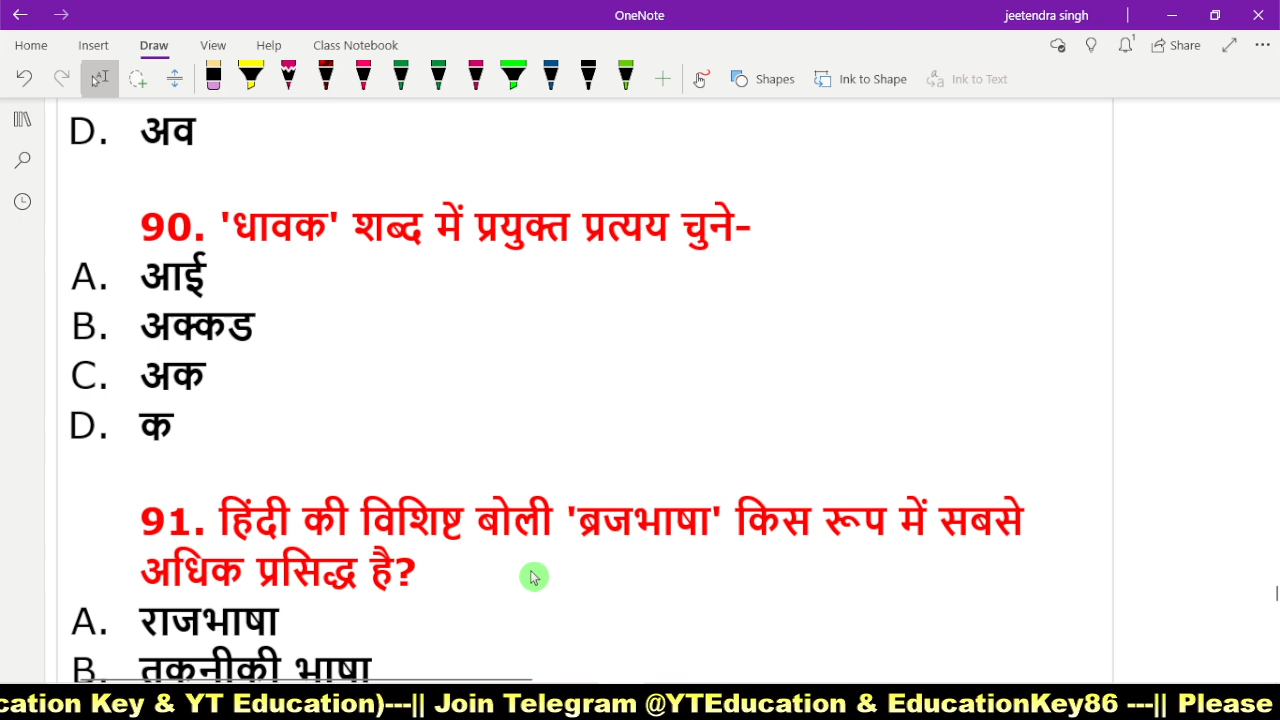 OneNote
jeetendra singh
Home Insert Draw View Help Class Notebook
Share
Shapes Ink to Shape Ink to Text
D. अव
90. 'धावक' शब्द में प्रयुक्त प्रत्यय चुने-
A. आई
B. अक्कड
C. अक
D. क
91. हिंदी की विशिष्ट बोली 'ब्रजभाषा' किस रूप में सबसे
अधिक प्रसिद्ध है?
A. राजभाषा
B. तकनीकी भाषा
cation Key & YT Education)---|| Join Telegram @YTEducation & EducationKey86 ---|| Please